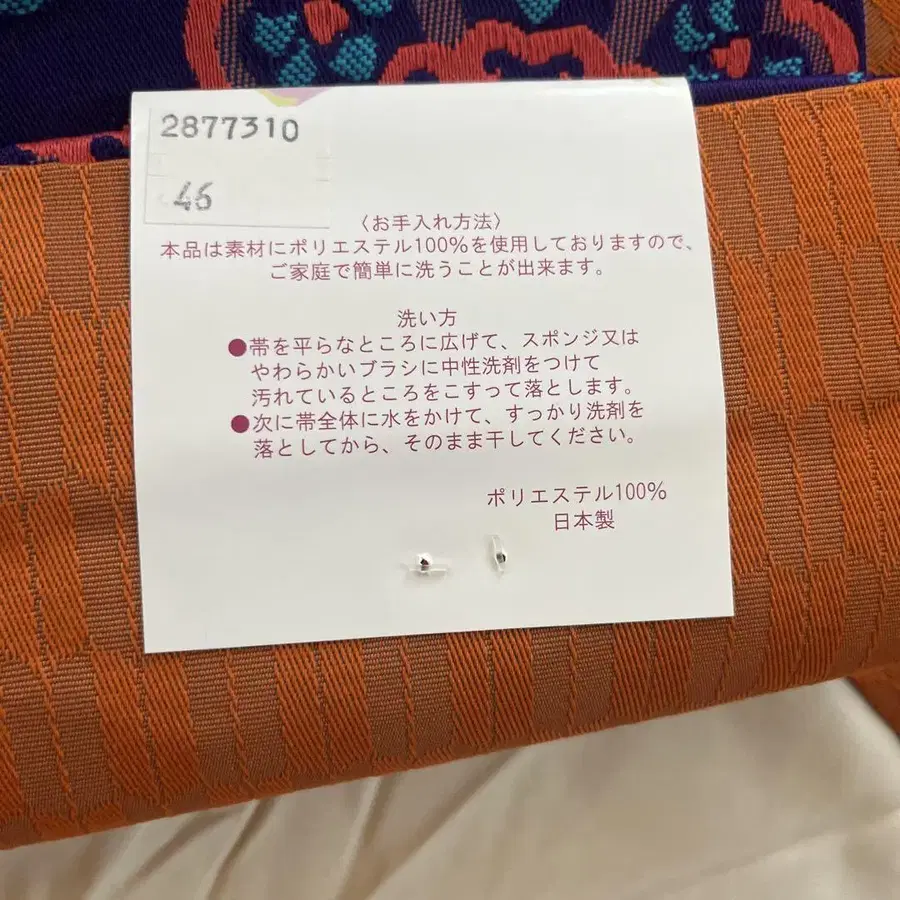 2877310
46
〈お手入れ方法〉
本品は素材にポリエステル100%を使用しておりますので、
ご家庭で簡単に洗うことが出来ます。
洗い方
●帯を平らなところに広げて、スポンジ又は
やわらかいブラシに中性洗剤をつけて
汚れているところをこすって落とします。
●次に帯全体に水をかけて、すっかり洗剤を
落としてから、そのまま干してください。
ポリエステル100%
日本製